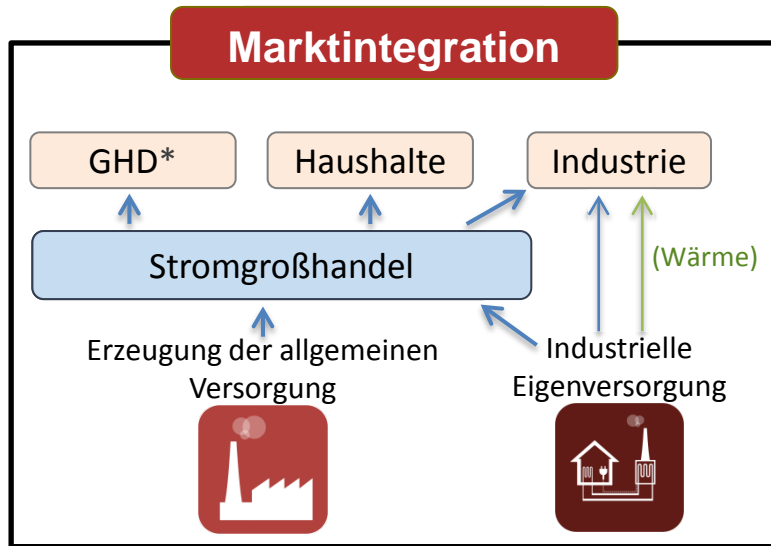 Marktintegration
GHD*
Haushalte
Industrie
Stromgroßhandel
(Wärme)
Erzeugung der allgemeinen
Versorgung
Industrielle
Eigenversorgung